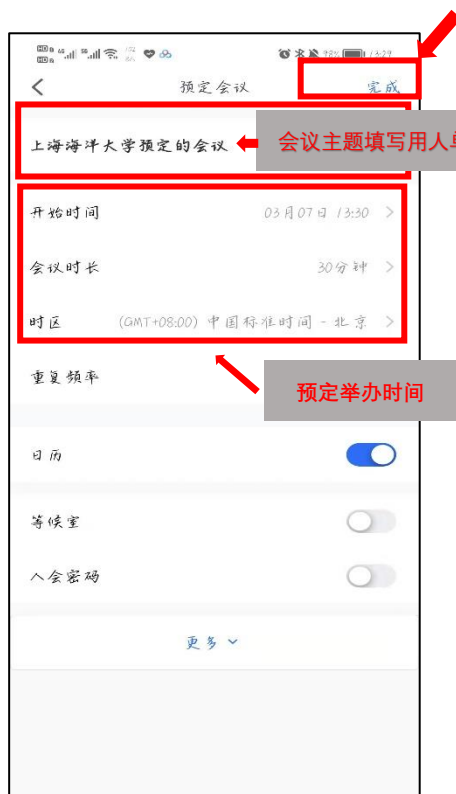 98% 13:29
预定会议
完成
上海海洋大学预定的会议
会议主题填写用人单
开始时间
03月07日 13:30
会议时长
30分钟
时区
(GMT+08:00) 中国标准时间 - 北京
重复频率
预定举办时间
日历
等候室
入会密码
更多